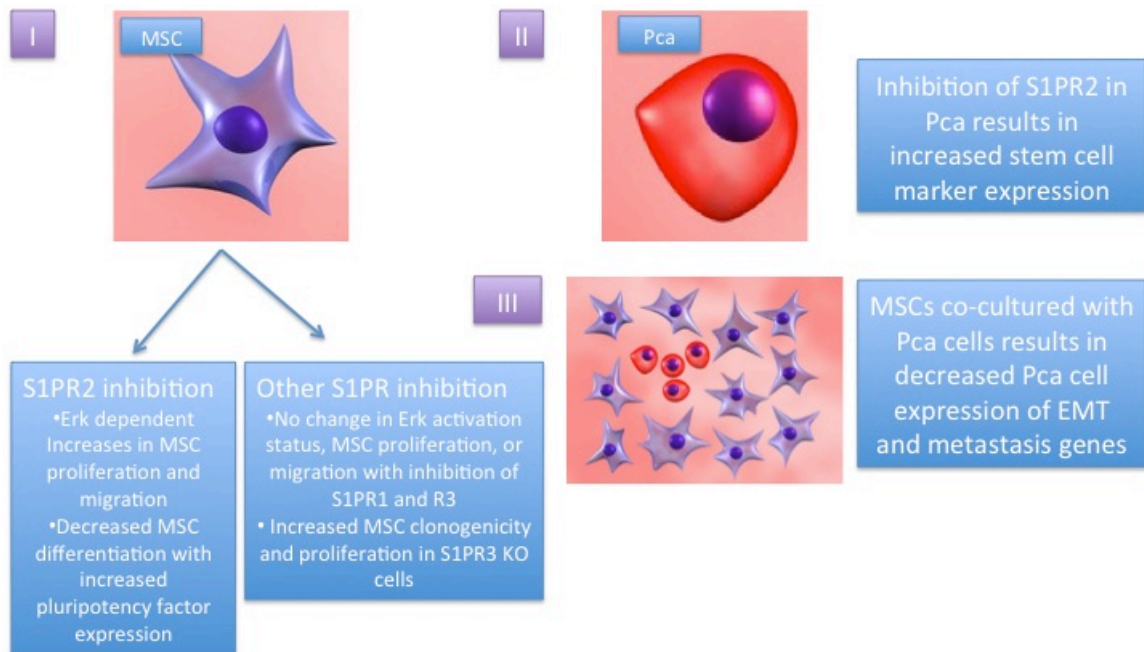 I
MSC
S1PR2 inhibition
•Erk dependent
Increases in MSC
proliferation and
migration
•Decreased MSC
differentiation with
increased
pluripotency factor
expression
Other S1PR inhibition
•No change in Erk activation
status, MSC proliferation, or
migration with inhibition of
S1PR1 and R3
• Increased MSC clonogenicity
and proliferation in S1PR3 KO
cells
II
Pca
Inhibition of S1PR2 in
Pca results in
increased stem cell
marker expression
III
MSCs co-cultured with
Pca cells results in
decreased Pca cell
expression of EMT
and metastasis genes